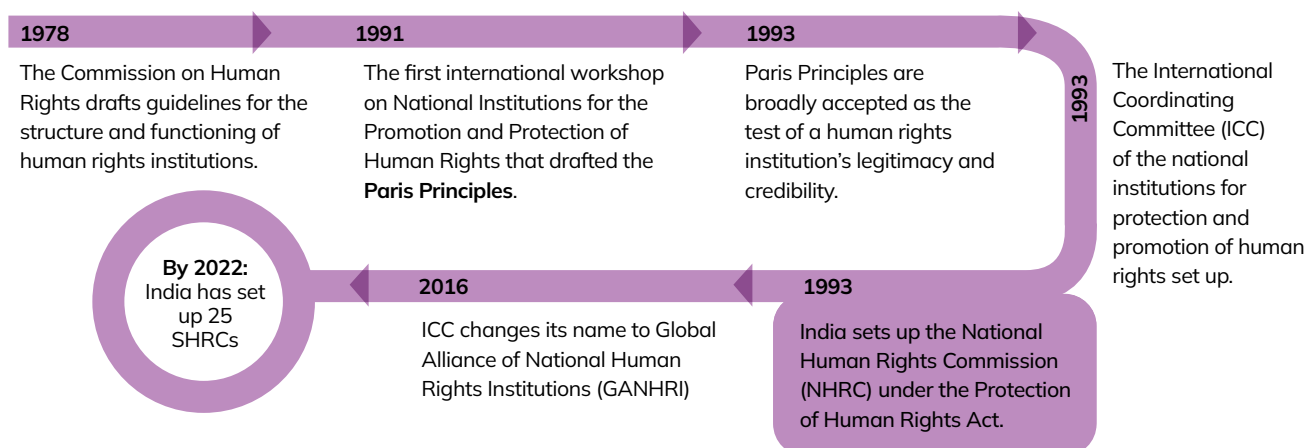 1978
The Commission on Human
Rights drafts guidelines for the
structure and functioning of
human rights institutions.
1991
The first international workshop
on National Institutions for the
Promotion and Protection of
Human Rights that drafted the
Paris Principles.
1993
Paris Principles are
broadly accepted as the
test of a human rights
institution's legitimacy and
credibility.
1993
The International
Coordinating
Committee (ICC)
of the national
institutions for
protection and
promotion of human
rights set up.
1993
India sets up the National
Human Rights Commission
(NHRC) under the Protection
of Human Rights Act.
2016
ICC changes its name to Global
Alliance of National Human
Rights Institutions (GANHRI)
By 2022:
India has set
up 25
SHRCs